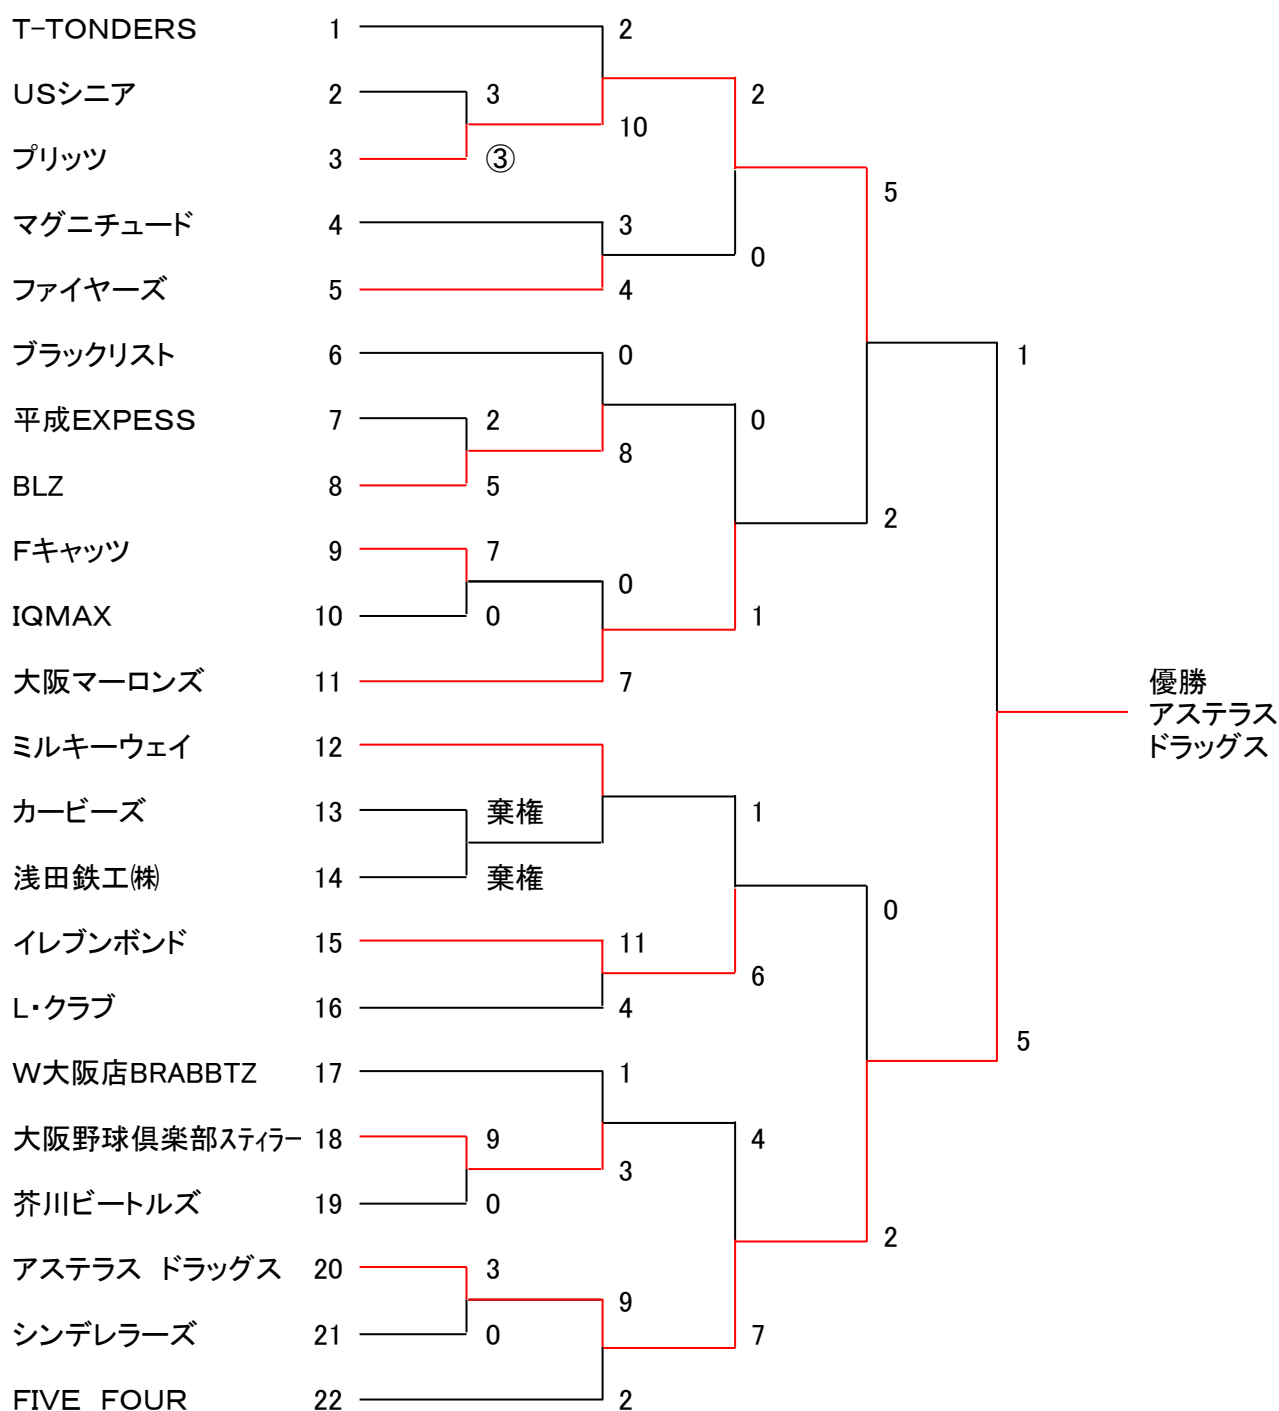 T-TONDERS 1 2
USシニア 2 3 2
10
プリッツ 3 ③
5
マグニチュード 4 3
0
ファイヤーズ 5 4
ブラックリスト 6 0 1
平成EXPESS 7 2 0
8
BLZ 8 5
2
Fキャッツ 9 7
0
IQMAX 10 0 1
大阪マーロンズ 11 7
優勝
アステラス
ドラッグス
ミルキーウェイ 12
カービーズ 13 棄権 1
浅田鉄工㈱ 14 棄権
0
イレブンボンド 15 11
6
L・クラブ 16 4
5
W大阪店BRABBTZ 17 1
大阪野球倶楽部スティラー 18 9 4
3
芥川ビートルズ 19 0
2
アステラス ドラッグス 20 3
9
シンデレラーズ 21 0 7
FIVE FOUR 22 2